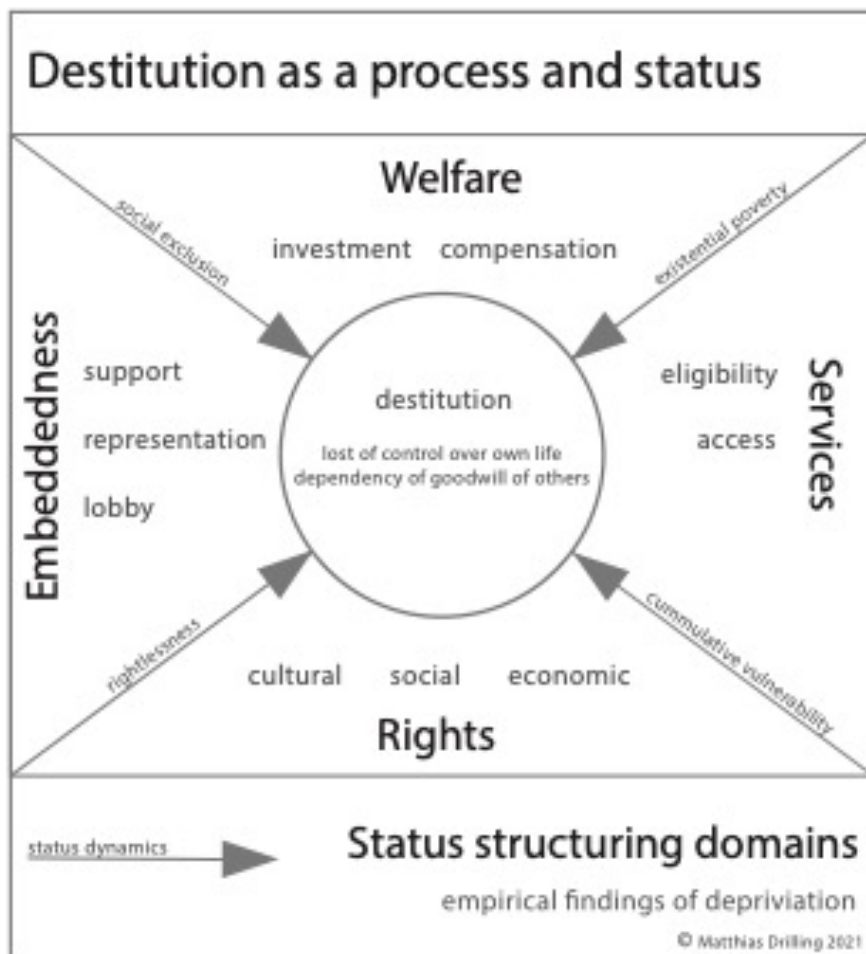 Destitution as a process and status
Welfare
social exclusion
existential poverty
investment compensation
Embeddedness
support
representation
lobby
destitution
lost of control over own life
dependency of goodwill of others
eligibility
access
Services
rightlessness
cummulative vulnerability
cultural social economic
Rights
status dynamics
Status structuring domains
empirical findings of depriviation
© Matthias Drilling 2021